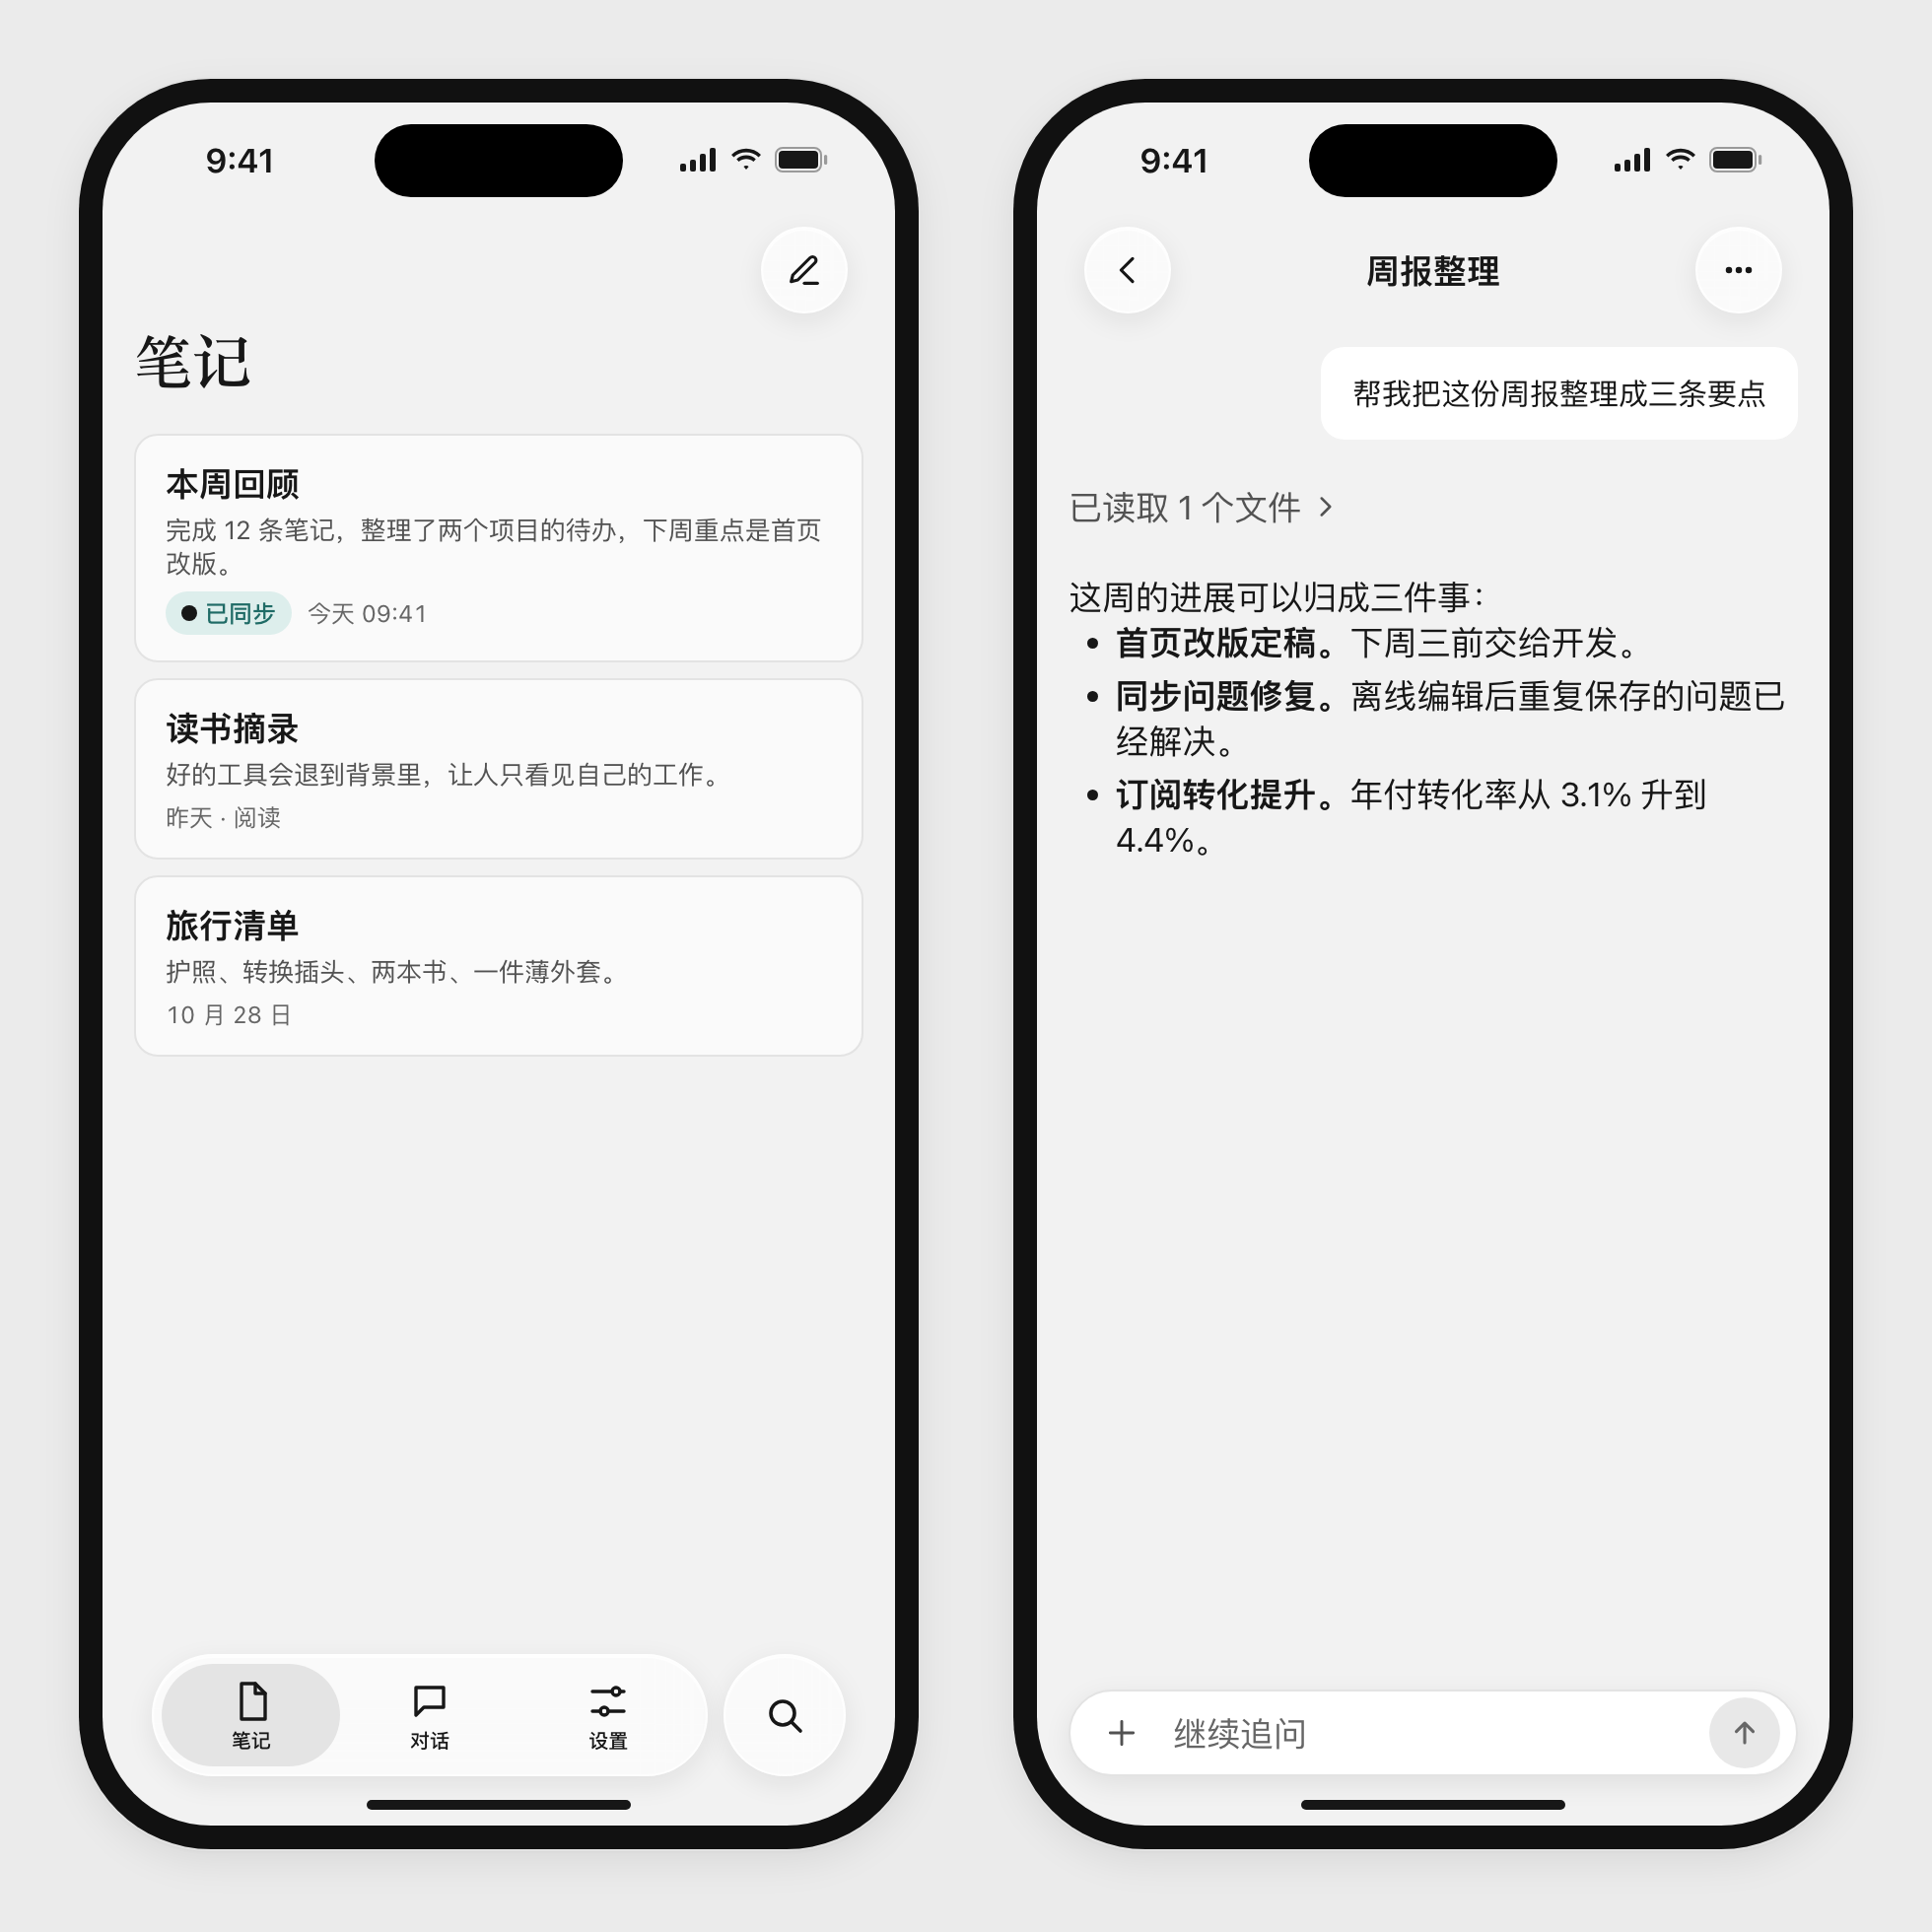 9:41
笔记
本周回顾
完成 12 条笔记，整理了两个项目的待办，下周重点是首页
改版。
已同步 今天 09:41
读书摘录
好的工具会退到背景里，让人只看见自己的工作。
昨天 · 阅读
旅行清单
护照、转换插头、两本书、一件薄外套。
10 月 28 日
笔记 对话 设置
9:41
周报整理
帮我把这份周报整理成三条要点
已读取 1 个文件
这周的进展可以归成三件事：
• 首页改版定稿。下周三前交给开发。
• 同步问题修复。离线编辑后重复保存的问题已
经解决。
• 订阅转化提升。年付转化率从 3.1% 升到
4.4%。
继续追问